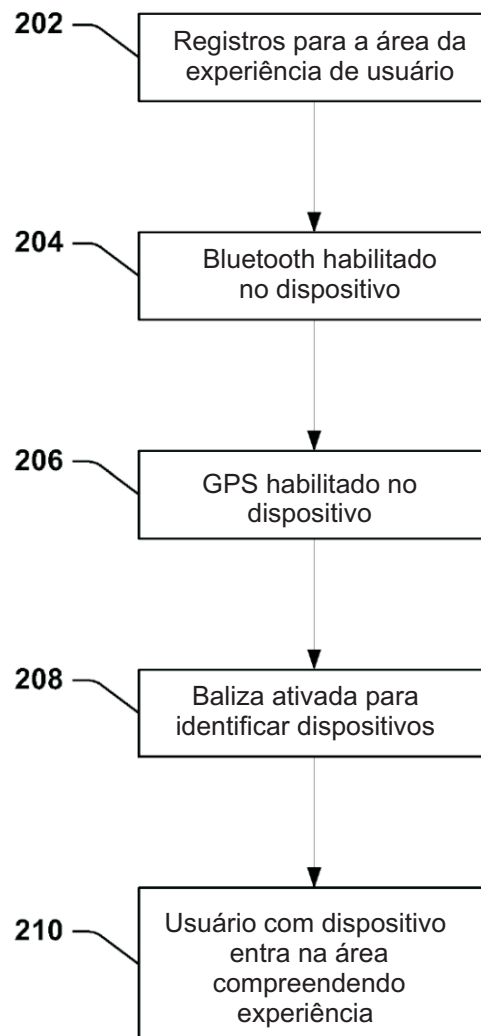 202
Registros para a área da
experiência de usuário
204
Bluetooth habilitado
no dispositivo
206
GPS habilitado no
dispositivo
208
Baliza ativada para
identificar dispositivos
210
Usuário com dispositivo
entra na área
compreendendo
experiência